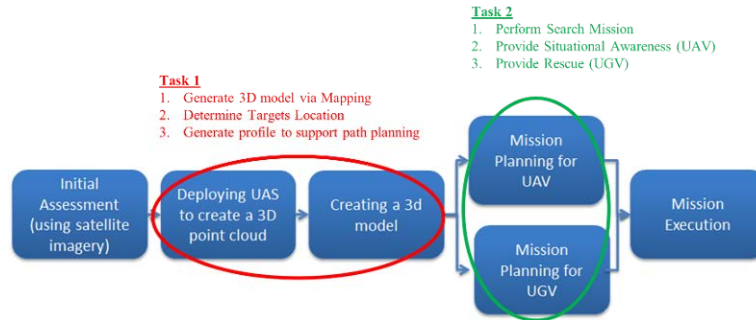 Task 2
1. Perform Search Mission
2. Provide Situational Awareness (UAV)
3. Provide Rescue (UGV)
Task 1
1. Generate 3D model via Mapping
2. Determine Targets Location
3. Generate profile to support path planning
Initial
Assessment
(using satellite
imagery)
Deploying UAS
to create a 3D
point cloud
Creating a 3d
model
Mission
Planning for
UAV
Mission
Planning for
UGV
Mission
Execution